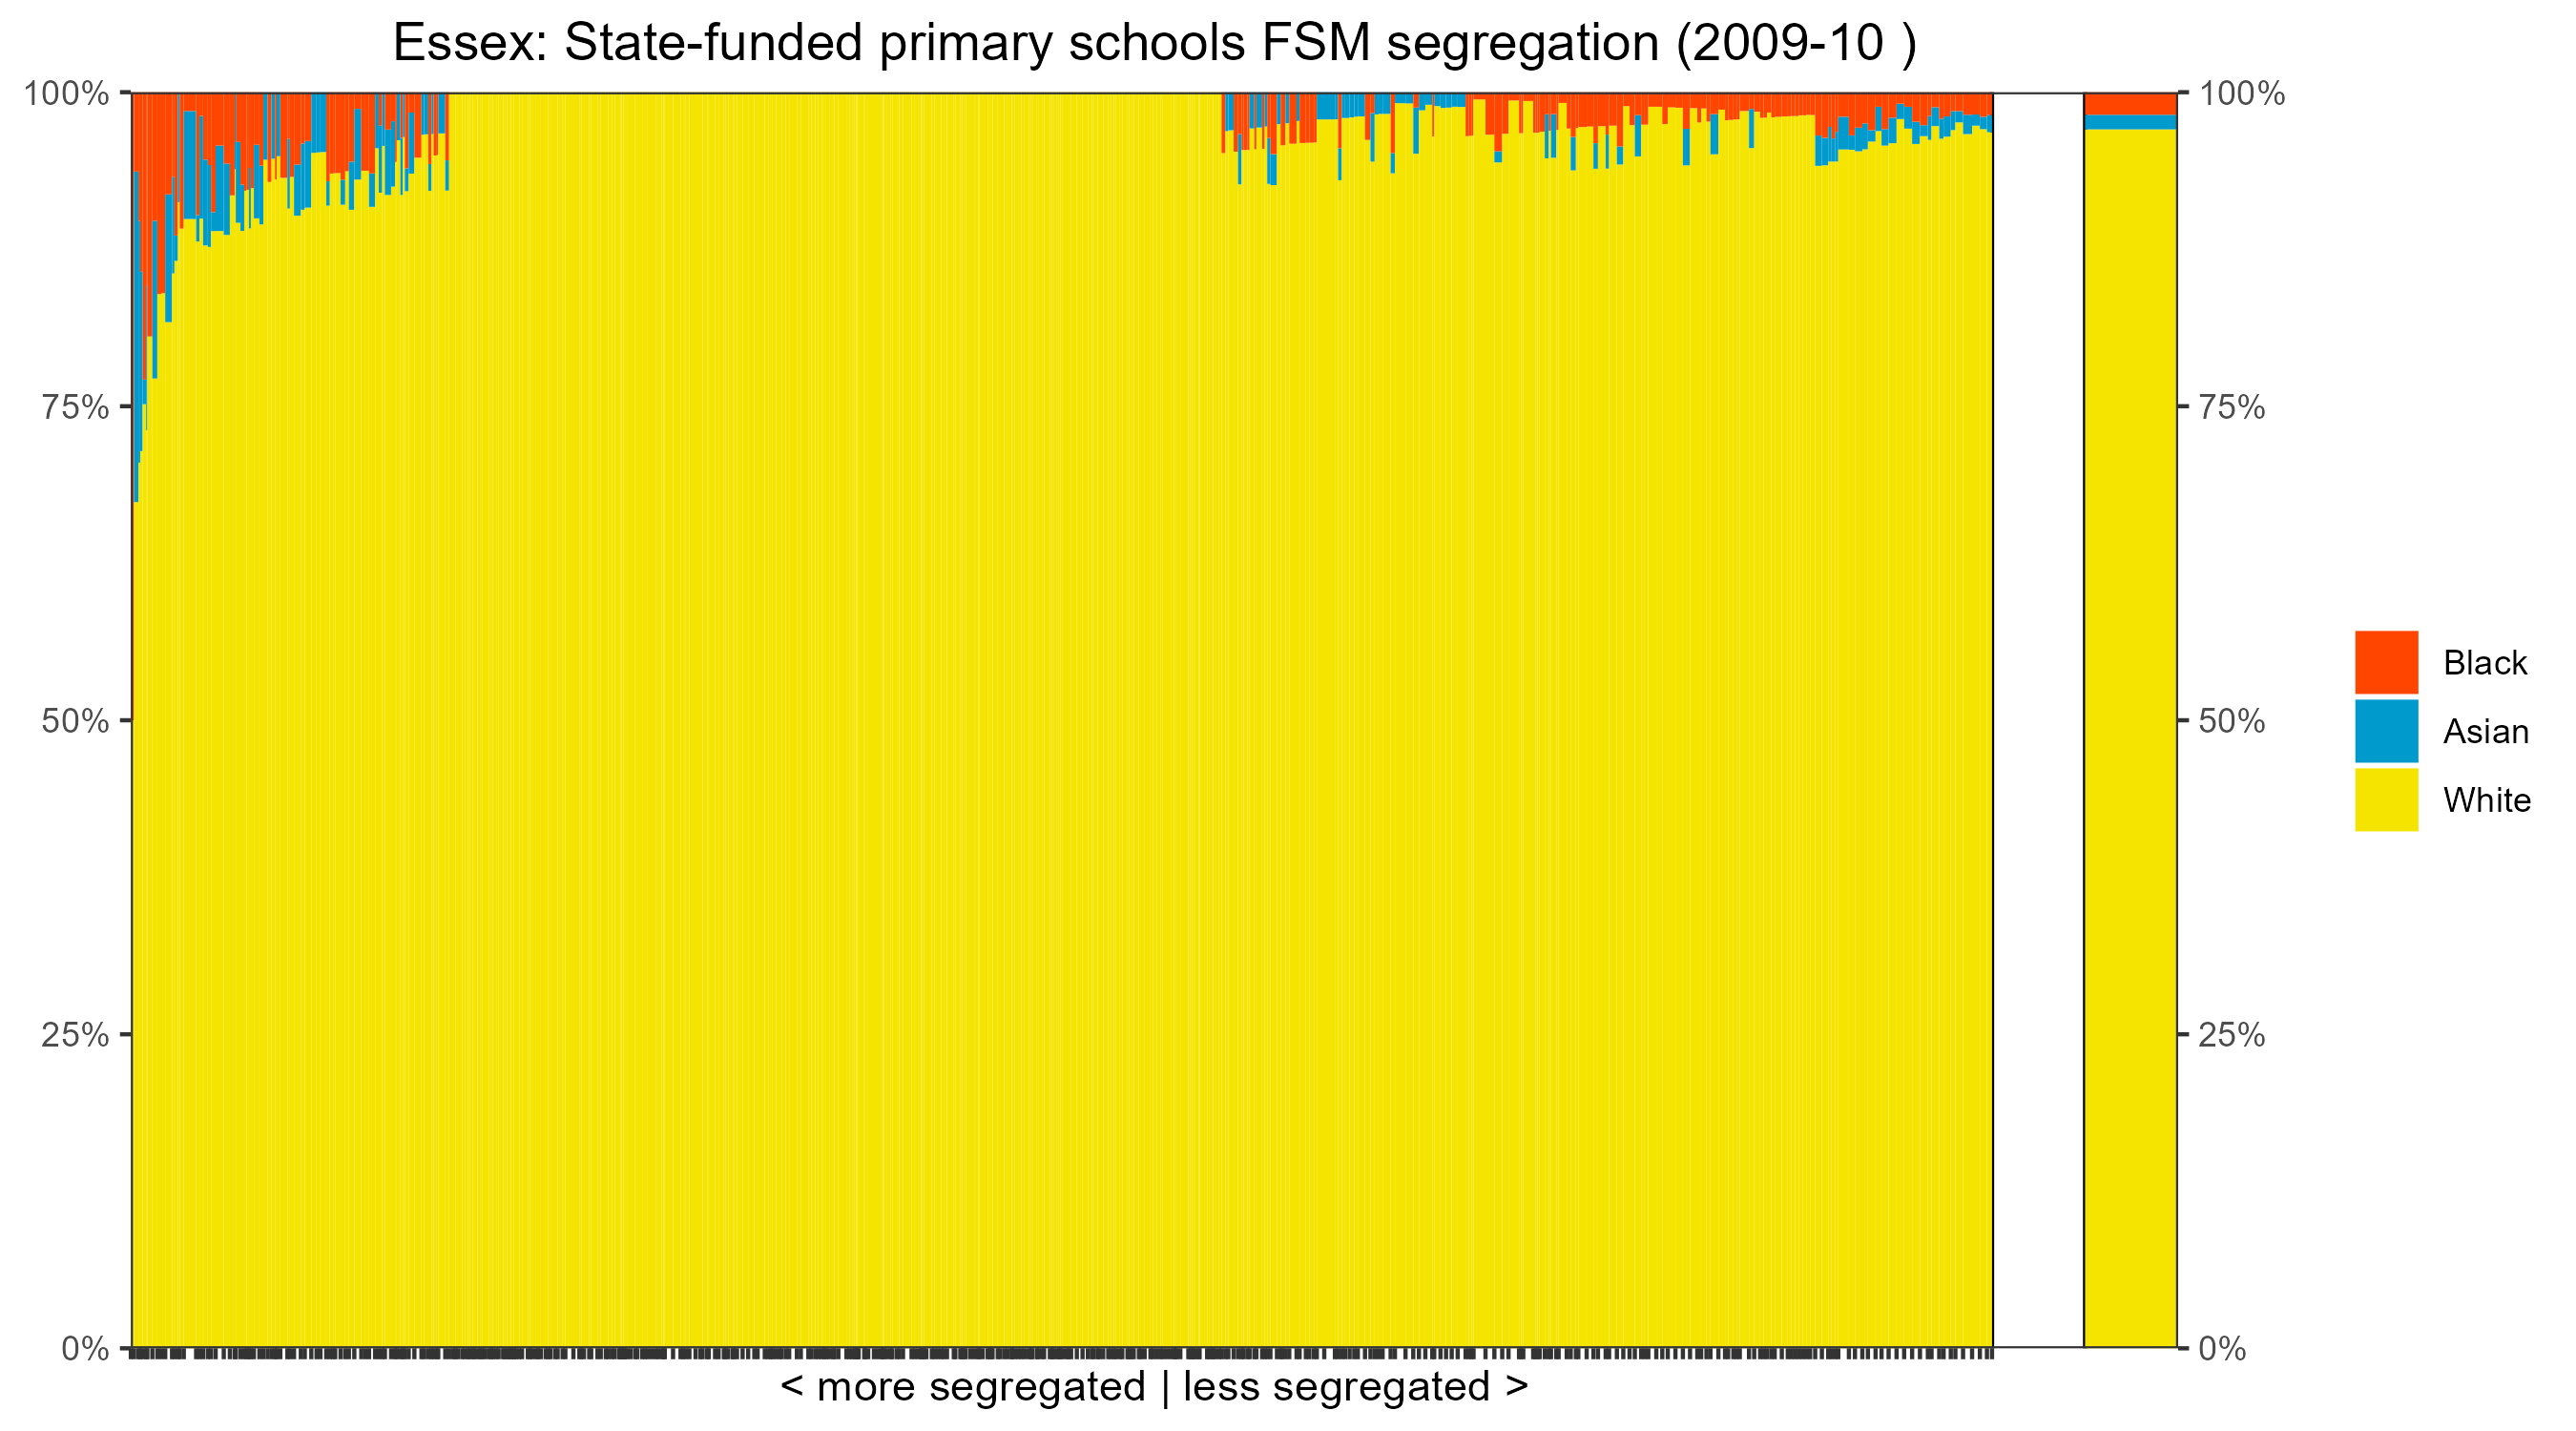 Essex: State-funded primary schools FSM segregation (2009-10 )
100%
75%
50%
25%
0%
100%
75%
50%
25%
0%
Black
Asian
White
< more segregated | less segregated >